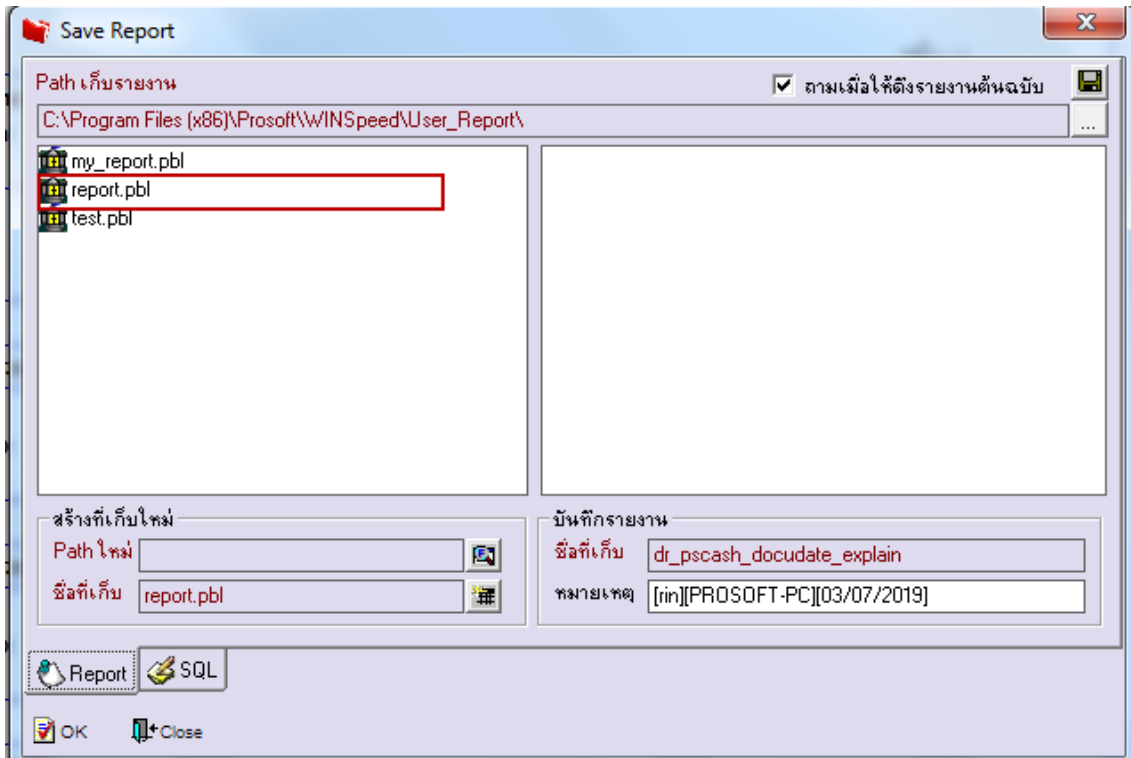 Save Report
Path เก็บรายงาน
ถามเมื่อให้ดึงรายงานต้นฉบับ
C:\Program Files (x86)\Prosoft\WINSpeed\User_Report\
...
my_report.pbl
report.pbl
test.pbl
สร้างที่เก็บใหม่
Path ใหม่
ชื่อที่เก็บ report.pbl
บันทึกรายงาน
ชื่อที่เก็บ dr_pscash_docudate_explain
หมายเหตุ [rin][PROSOFT-PC][03/07/2019]
Report SQL
OK Close